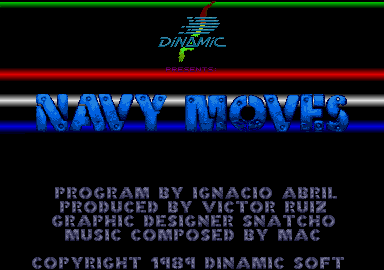 DINAMIC
PRESENTS:
NAVY MOVES
PROGRAM BY IGNACIO ABRIL
PRODUCED BY VICTOR RUIZ
GRAPHIC DESIGNER SNATCHO
MUSIC COMPOSED BY MAC
COPYRIGHT 1989 DINAMIC SOFT